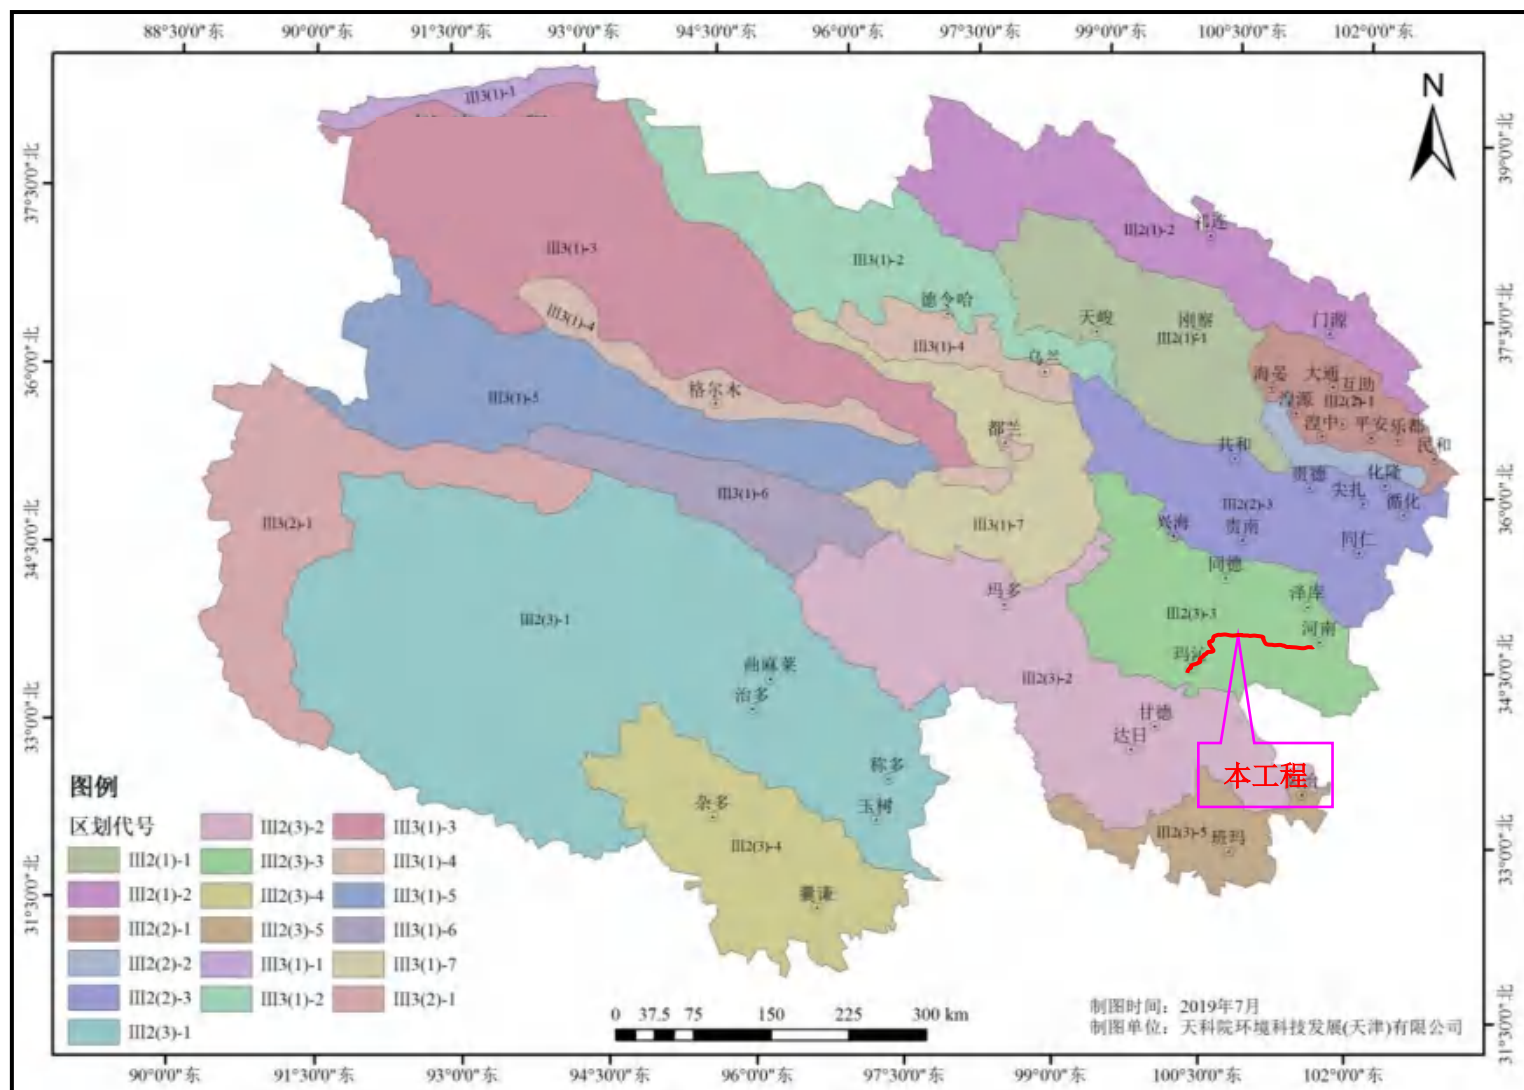 88°30'0"东 90°0'0"东 91°30'0"东 93°0'0"东 94°30'0"东 96°0'0"东 97°30'0"东 99°0'0"东 100°30'0"东 102°0'0"东
N
39°0'0"北
37°30'0"北
37°30'0"北
36°0'0"北
36°0'0"北
34°30'0"北
34°30'0"北
33°0'0"北
33°0'0"北
31°30'0"北
31°30'0"北
III3(1)-1
III3(1)-3
III3(1)-2
III2(1)-2
祁连
德令哈
III3(1)-4
III3(1)-4
天峻
刚察
III2(1)-1
门源
乌兰
海晏
大通
互助
湟源
III2(2)-1
湟中
平安
乐都
民和
III3(1)-5
格尔木
都兰
共和
贵德
化隆
尖扎
循化
III3(1)-6
III3(2)-1
III3(1)-7
III2(2)-3
兴海
贵南
同仁
同德
玛多
泽库
III2(3)-1
III2(3)-3
河南
玛沁
曲麻莱
治多
III2(3)-2
甘德
达日
称多
本工程
杂多
玉树
III2(3)-4
III2(3)-5
班玛
囊谦
图例
区划代号
III2(1)-1
III2(1)-2
III2(2)-1
III2(2)-2
III2(2)-3
III2(3)-1
III2(3)-2
III2(3)-3
III2(3)-4
III2(3)-5
III3(1)-1
III3(1)-2
III3(1)-3
III3(1)-4
III3(1)-5
III3(1)-6
III3(1)-7
III3(2)-1
0 37.5 75 150 225 300 km
制图时间：2019年7月
制图单位：天科院环境科技发展(天津)有限公司
90°0'0"东 91°30'0"东 93°0'0"东 94°30'0"东 96°0'0"东 97°30'0"东 99°0'0"东 100°30'0"东 102°0'0"东